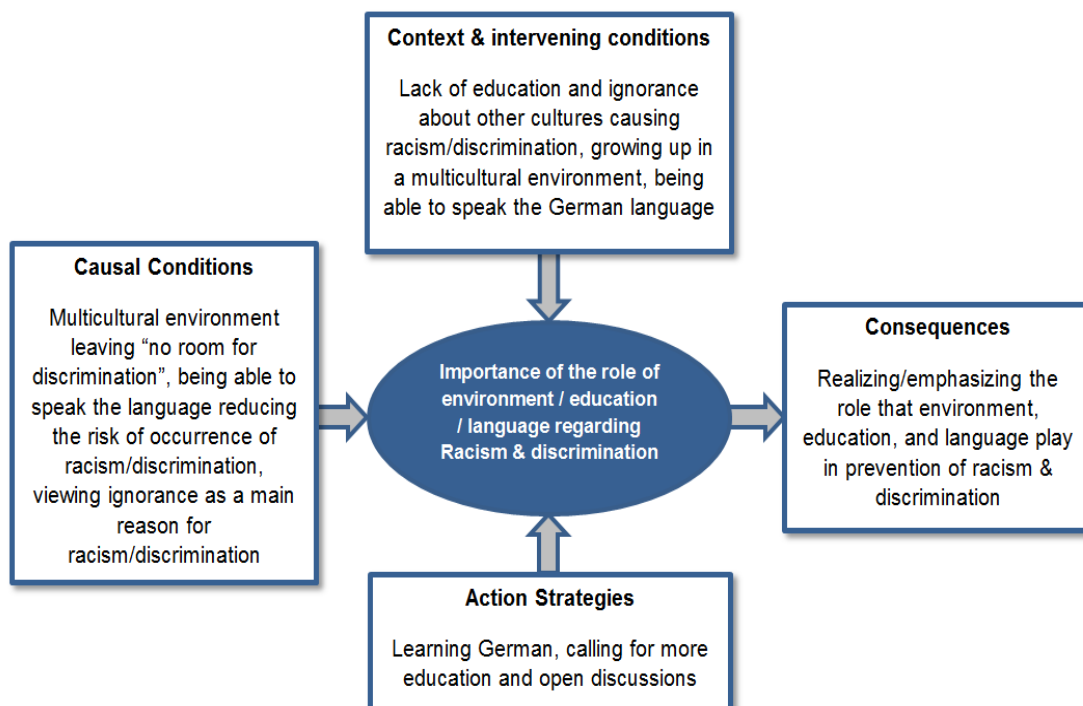 Context & intervening conditions
Lack of education and ignorance
about other cultures causing
racism/discrimination, growing up in
a multicultural environment, being
able to speak the German language
Causal Conditions
Multicultural environment
leaving “no room for
discrimination”, being able to
speak the language reducing
the risk of occurrence of
racism/discrimination,
viewing ignorance as a main
reason for
racism/discrimination
Importance of the role of
environment / education
/ language regarding
Racism & discrimination
Consequences
Realizing/emphasizing the
role that environment,
education, and language play
in prevention of racism &
discrimination
Action Strategies
Learning German, calling for more
education and open discussions